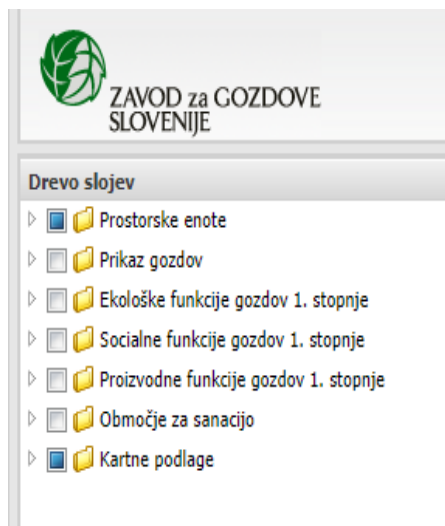 ZAVOD za GOZDOVE
SLOVENIJE
Drevo slojev
Prostorske enote
Prikaz gozdov
Ekološke funkcije gozdov 1. stopnje
Socialne funkcije gozdov 1. stopnje
Proizvodne funkcije gozdov 1. stopnje
Območje za sanacijo
Kartne podlage